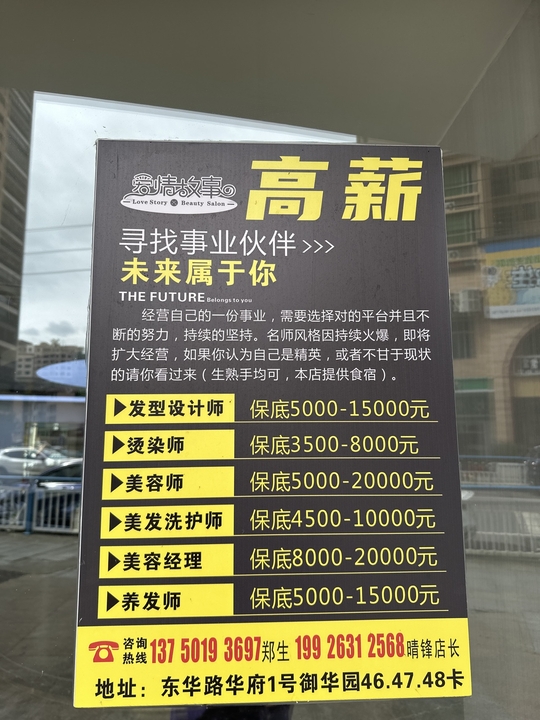 爱情故事
Love Story Beauty Salon
高薪
寻找事业伙伴>>>
未来属于你
THE FUTURE Belongs to you
经营自己的一份事业，需要选择对的平台并且不
断的努力，持续的坚持。名师风格因持续火爆，即将
扩大经营，如果你认为自己是精英，或者不甘于现状
的请你看过来（生熟手均可，本店提供食宿）。
▶发型设计师 保底5000-15000元
▶烫染师 保底3500-8000元
▶美容师 保底5000-20000元
▶美发洗护师 保底4500-10000元
▶美容经理 保底8000-20000元
▶养发师 保底5000-15000元
咨询热线 137 5019 3697郑生 199 2631 2568晴锋店长
地址：东华路华府1号御华园46.47.48卡